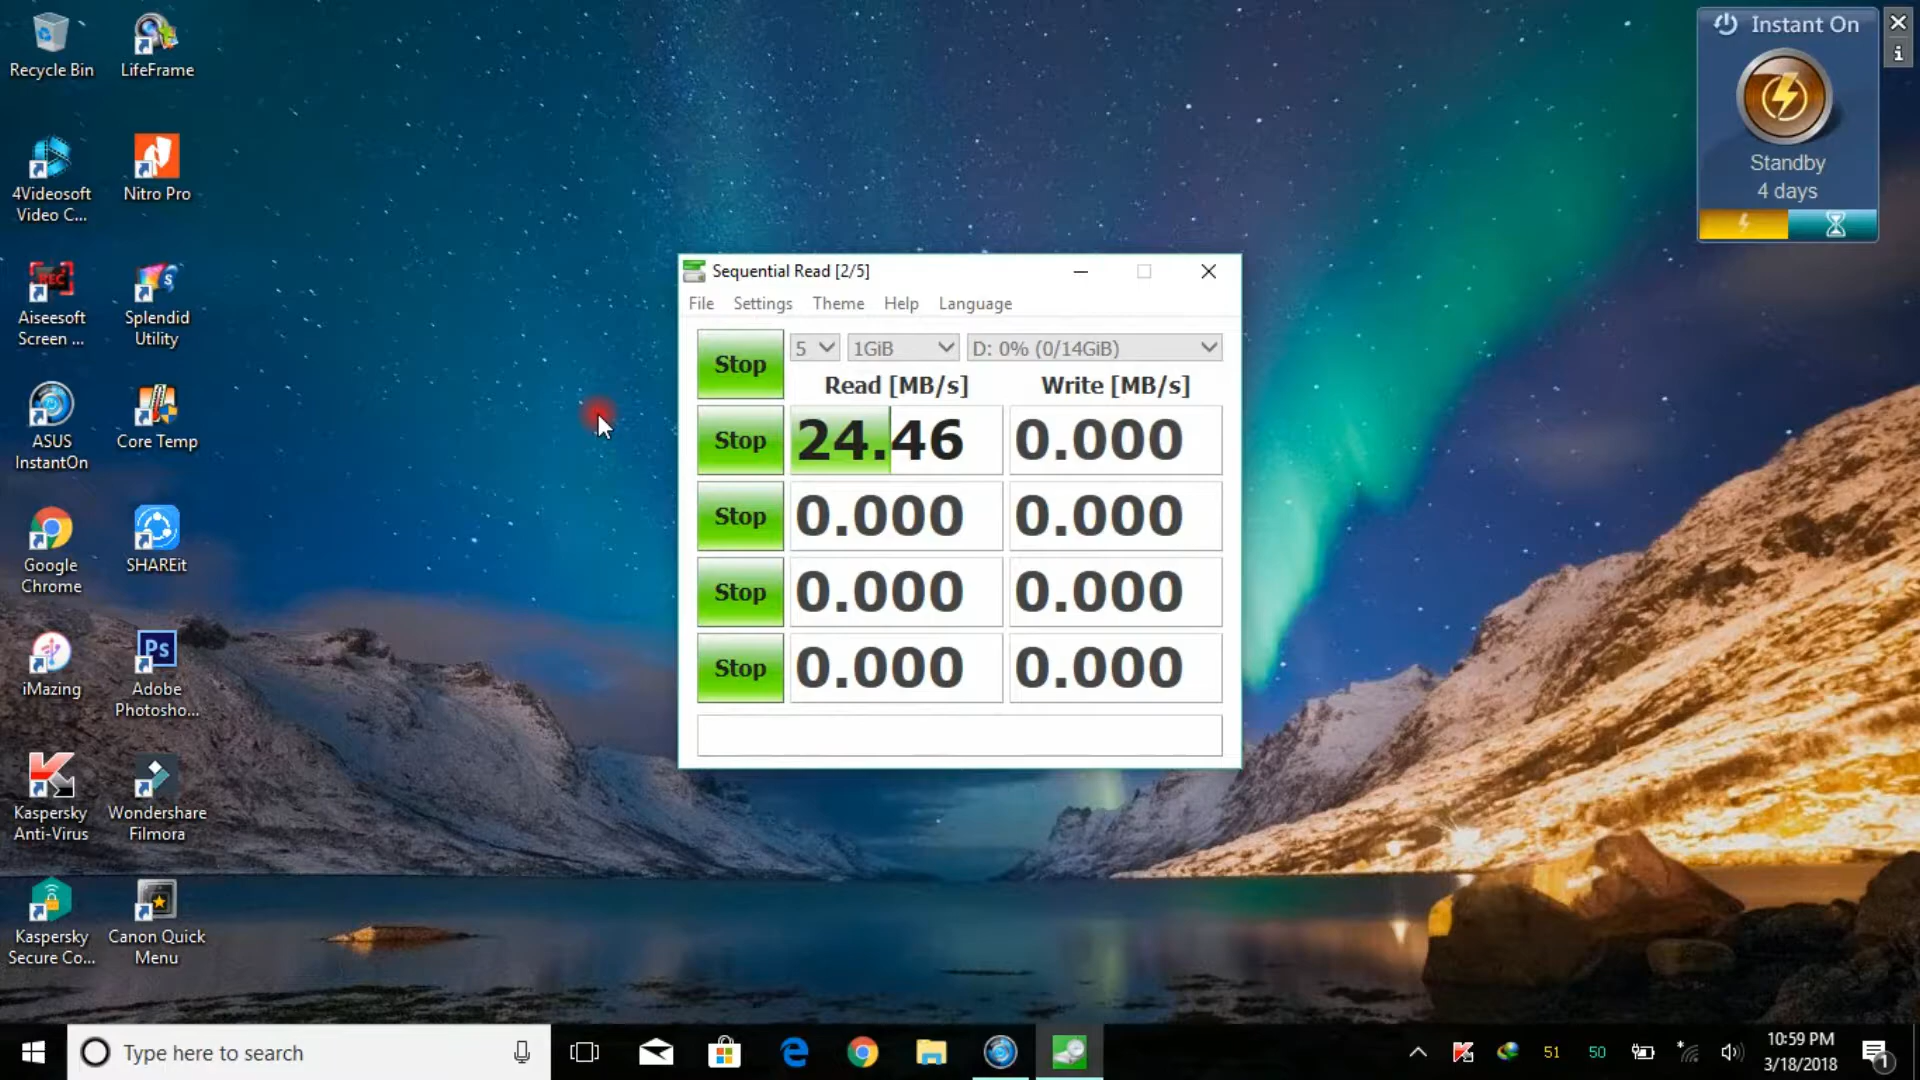 Recycle Bin
LifeFrame
4Videosoft
Video C...
Nitro Pro
REC
Aiseesoft
Screen ...
S
Splendid
Utility
ASUS
InstantOn
Core Temp
Google
Chrome
SHAREit
iMazing
Ps
Adobe
Photosho...
Kaspersky
Anti-Virus
Wondershare
Filmora
Kaspersky
Secure Co...
Canon Quick
Menu
Instant On
i
Standby
4 days
Sequential Read [2/5]
File Settings Theme Help Language
Stop 5 1GiB D: 0% (0/14GiB)
Read [MB/s] Write [MB/s]
Stop 24.46 0.000
Stop 0.000 0.000
Stop 0.000 0.000
Stop 0.000 0.000
Type here to search
51 50
10:59 PM
3/18/2018
1